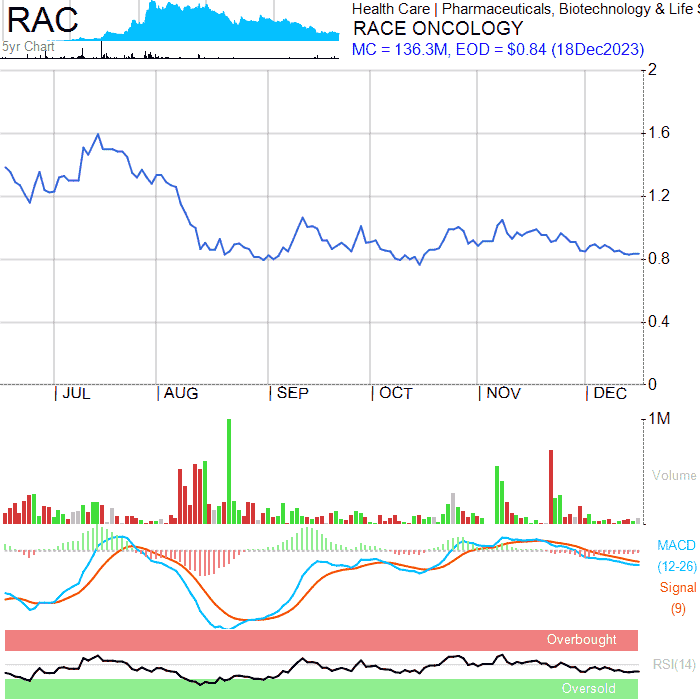 RAC
5yr Chart
Health Care | Pharmaceuticals, Biotechnology & Life S
RACE ONCOLOGY
MC = 136.3M, EOD = $0.84 (18Dec2023)
2
1.6
1.2
0.8
0.4
0
| JUL | AUG | SEP | OCT | NOV | DEC
1M
Volume
MACD
(12-26)
Signal
(9)
Overbought
RSI(14)
Oversold